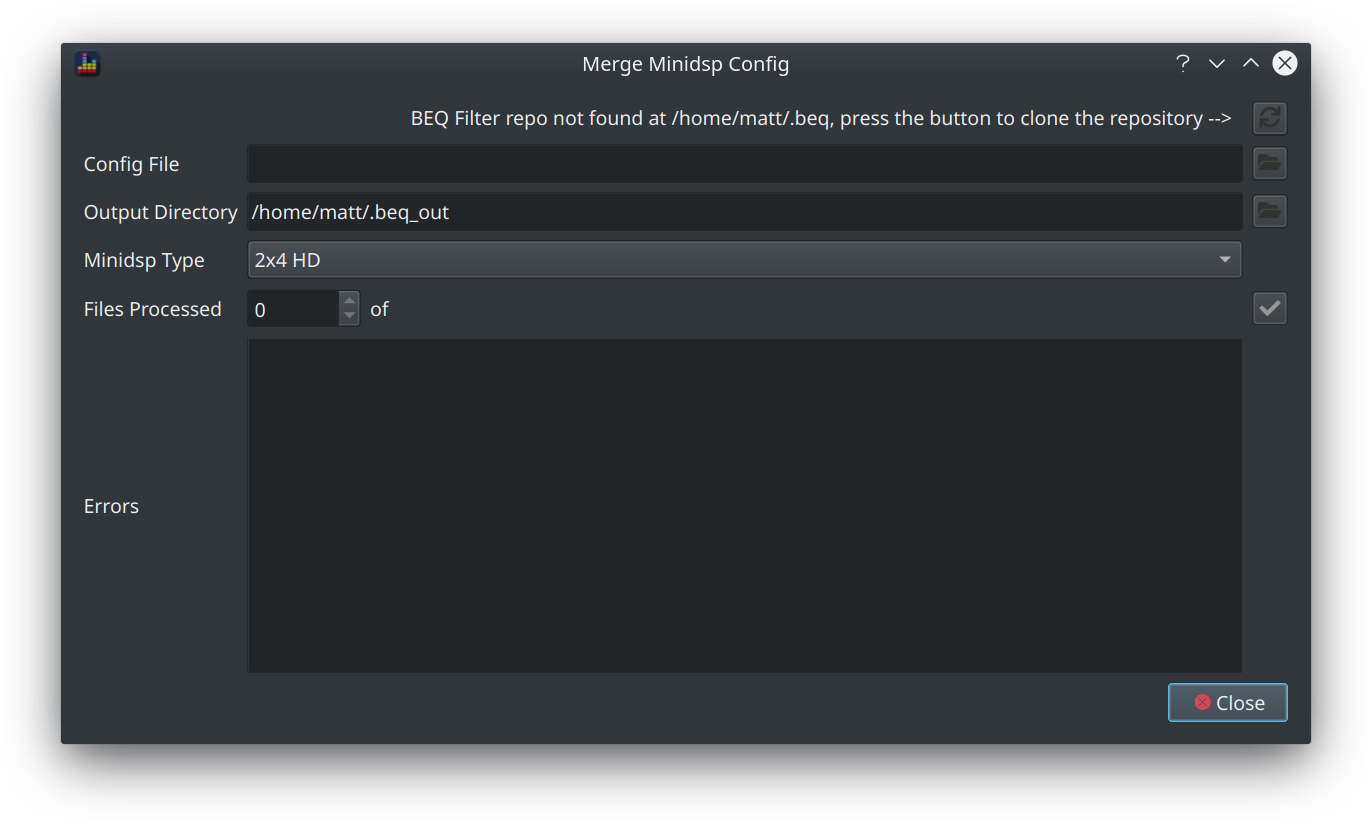 Merge Minidsp Config
BEQ Filter repo not found at /home/matt/.beq, press the button to clone the repository -->
Config File
Output Directory /home/matt/.beq_out
Minidsp Type 2x4 HD
Files Processed 0 of
Errors
Close